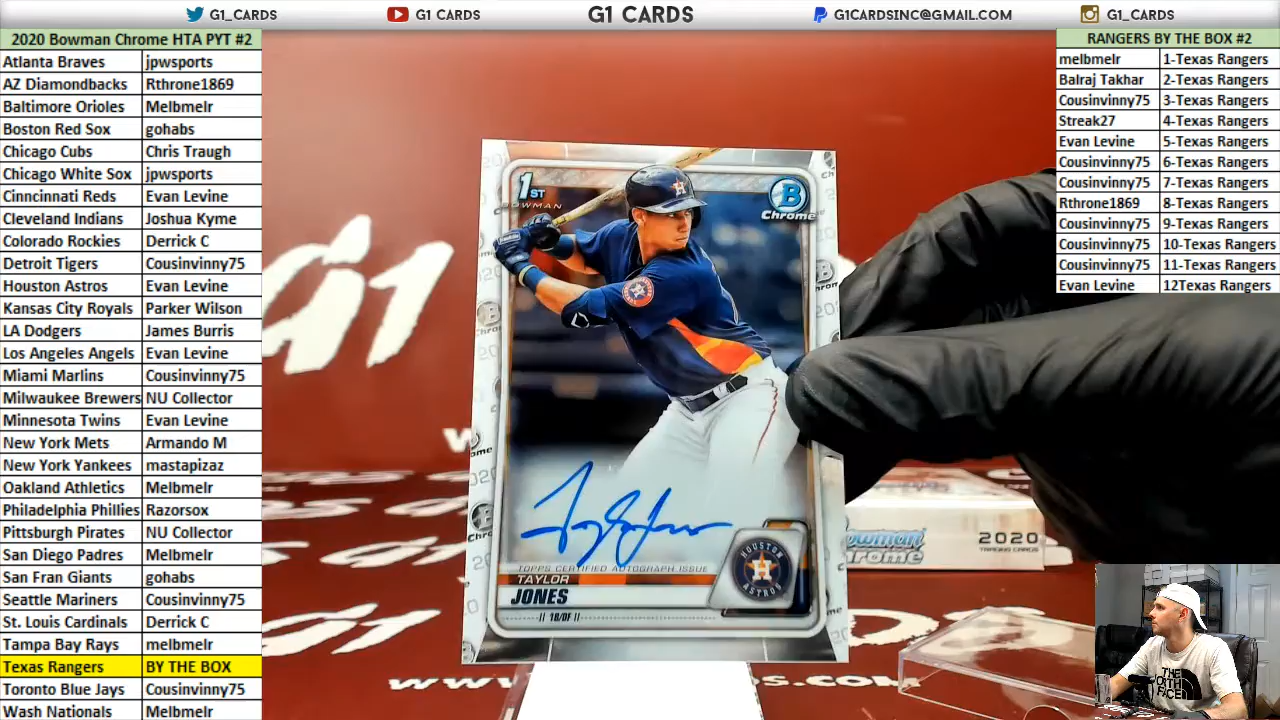 G1_CARDS
G1 CARDS
G1 CARDS
G1CARDSINC@GMAIL.COM
G1_CARDS
2020 Bowman Chrome HTA PYT #2
Atlanta Braves jpwsports
AZ Diamondbacks Rthrone1869
Baltimore Orioles Melbmelr
Boston Red Sox gohabs
Chicago Cubs Chris Traugh
Chicago White Sox jpwsports
Cinncinati Reds Evan Levine
Cleveland Indians Joshua Kyme
Colorado Rockies Derrick C
Detroit Tigers Cousinvinny75
Houston Astros Evan Levine
Kansas City Royals Parker Wilson
LA Dodgers James Burris
Los Angeles Angels Evan Levine
Miami Marlins Cousinvinny75
Milwaukee Brewers NU Collector
Minnesota Twins Evan Levine
New York Mets Armando M
New York Yankees mastapizaz
Oakland Athletics Melbmelr
Philadelphia Phillies Razorsox
Pittsburgh Pirates NU Collector
San Diego Padres Melbmelr
San Fran Giants gohabs
Seattle Mariners Cousinvinny75
St. Louis Cardinals Derrick C
Tampa Bay Rays melbmelr
Texas Rangers BY THE BOX
Toronto Blue Jays Cousinvinny75
Wash Nationals Melbmelr
RANGERS BY THE BOX #2
melbmelr 1-Texas Rangers
Balraj Takhar 2-Texas Rangers
Cousinvinny75 3-Texas Rangers
Streak27 4-Texas Rangers
Evan Levine 5-Texas Rangers
Cousinvinny75 6-Texas Rangers
Cousinvinny75 7-Texas Rangers
Rthrone1869 8-Texas Rangers
Cousinvinny75 9-Texas Rangers
Cousinvinny75 10-Texas Rangers
Cousinvinny75 11-Texas Rangers
Evan Levine 12Texas Rangers
1ST
BOWMAN
B
Chrome
TOPPS CERTIFIED AUTOGRAPH ISSUE
TAYLOR
JONES
// 1B/OF //
HOUSTON
ASTROS
G1
Bowman
Chrome
2020
TRADING CARDS
THE
NORTH
FACE